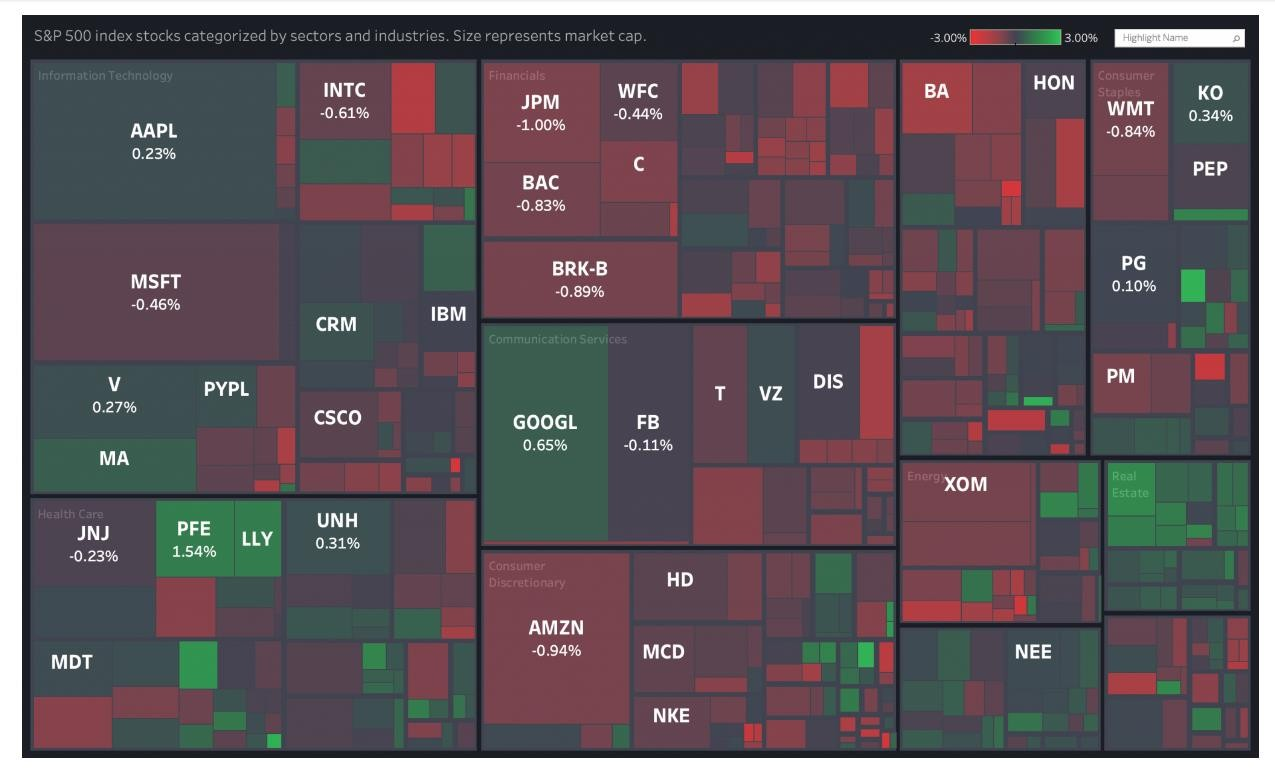 S&P 500 index stocks categorized by sectors and industries. Size represents market cap.
-3.00%
3.00%
Highlight Name
Information Technology
AAPL
0.23%
INTC
-0.61%
MSFT
-0.46%
CRM
IBM
V
0.27%
PYPL
MA
CSCO
Health Care
JNJ
-0.23%
PFE
1.54%
LLY
UNH
0.31%
MDT
Financials
JPM
-1.00%
WFC
-0.44%
BAC
-0.83%
C
BRK-B
-0.89%
Communication Services
GOOGL
0.65%
FB
-0.11%
T
VZ
DIS
Consumer
Discretionary
AMZN
-0.94%
HD
MCD
NKE
BA
HON
Consumer
Staples
WMT
-0.84%
KO
0.34%
PEP
PG
0.10%
PM
Energy
XOM
Real
Estate
NEE